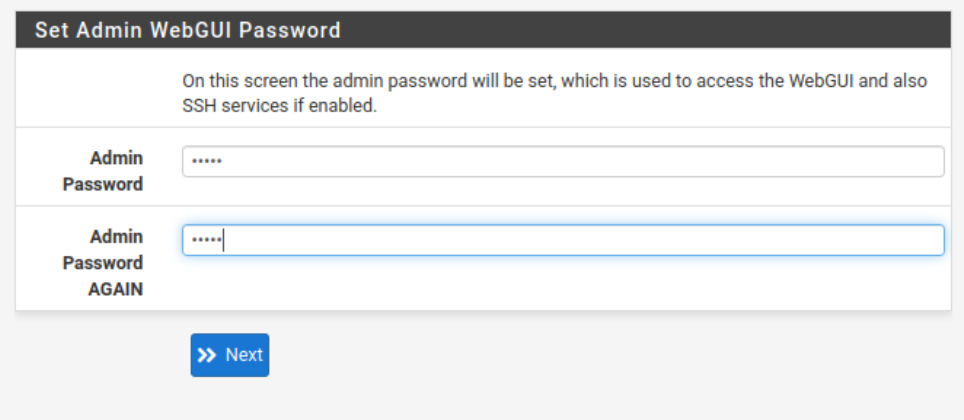 Set Admin WebGUI Password
On this screen the admin password will be set, which is used to access the WebGUI and also
SSH services if enabled.
Admin
Password
•••••
Admin
Password
AGAIN
•••••
Next